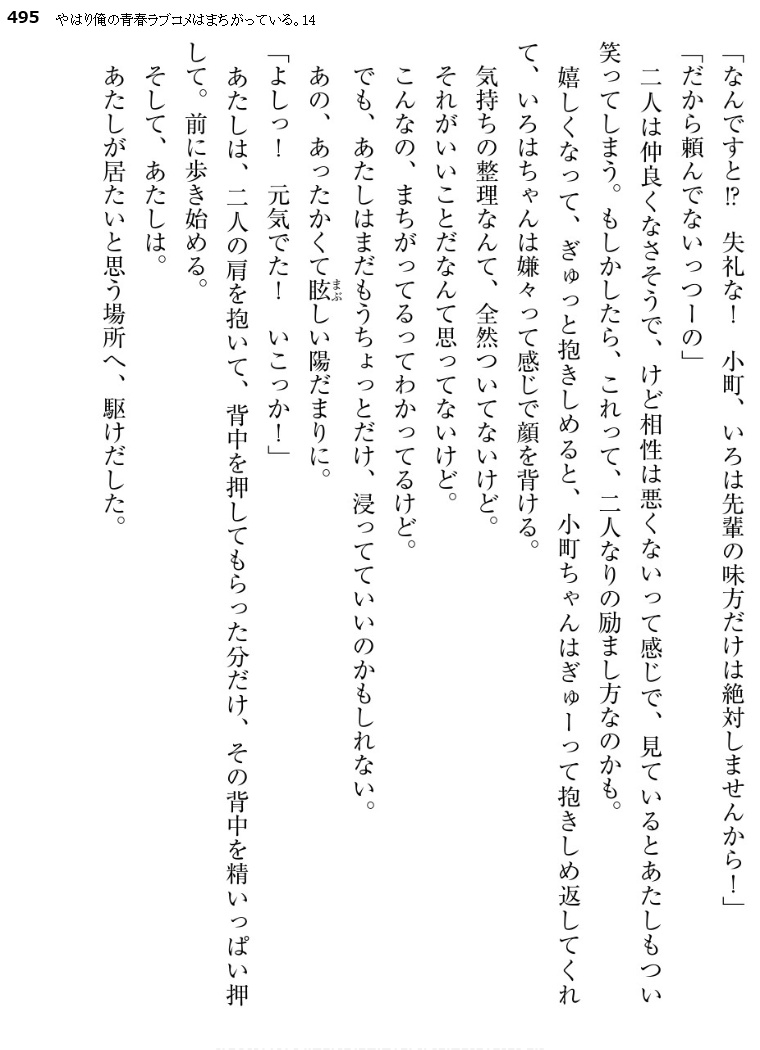 495 やはり俺の青春ラブコメはまちがっている。14
「なんですと!? 失礼な！ 小町、いろは先輩の味方だけは絶対しませんから！」
「だから頼んでないっつーの」
二人は仲良くなさそうで、けど相性は悪くないって感じで、見ているとあたしもつい
笑ってしまう。もしかしたら、これって、二人なりの励まし方なのかも。
嬉しくなって、ぎゅっと抱きしめると、小町ちゃんはぎゅーって抱きしめ返してくれ
て、いろはちゃんは嫌々って感じで顔を背ける。
気持ちの整理なんて、全然ついてないけど。
それがいいことだなんて思ってないけど。
こんなの、まちがってるってわかってるけど。
でも、あたしはまだもうちょっとだけ、浸ってていいのかもしれない。
あの、あったかくて眩しい陽だまりに。
まぶ
「よしっ！ 元気でた！ いこっか！」
あたしは、二人の肩を抱いて、背中を押してもらった分だけ、その背中を精いっぱい押
して。前に歩き始める。
そして、あたしは。
あたしが居たいと思う場所へ、駆けだした。